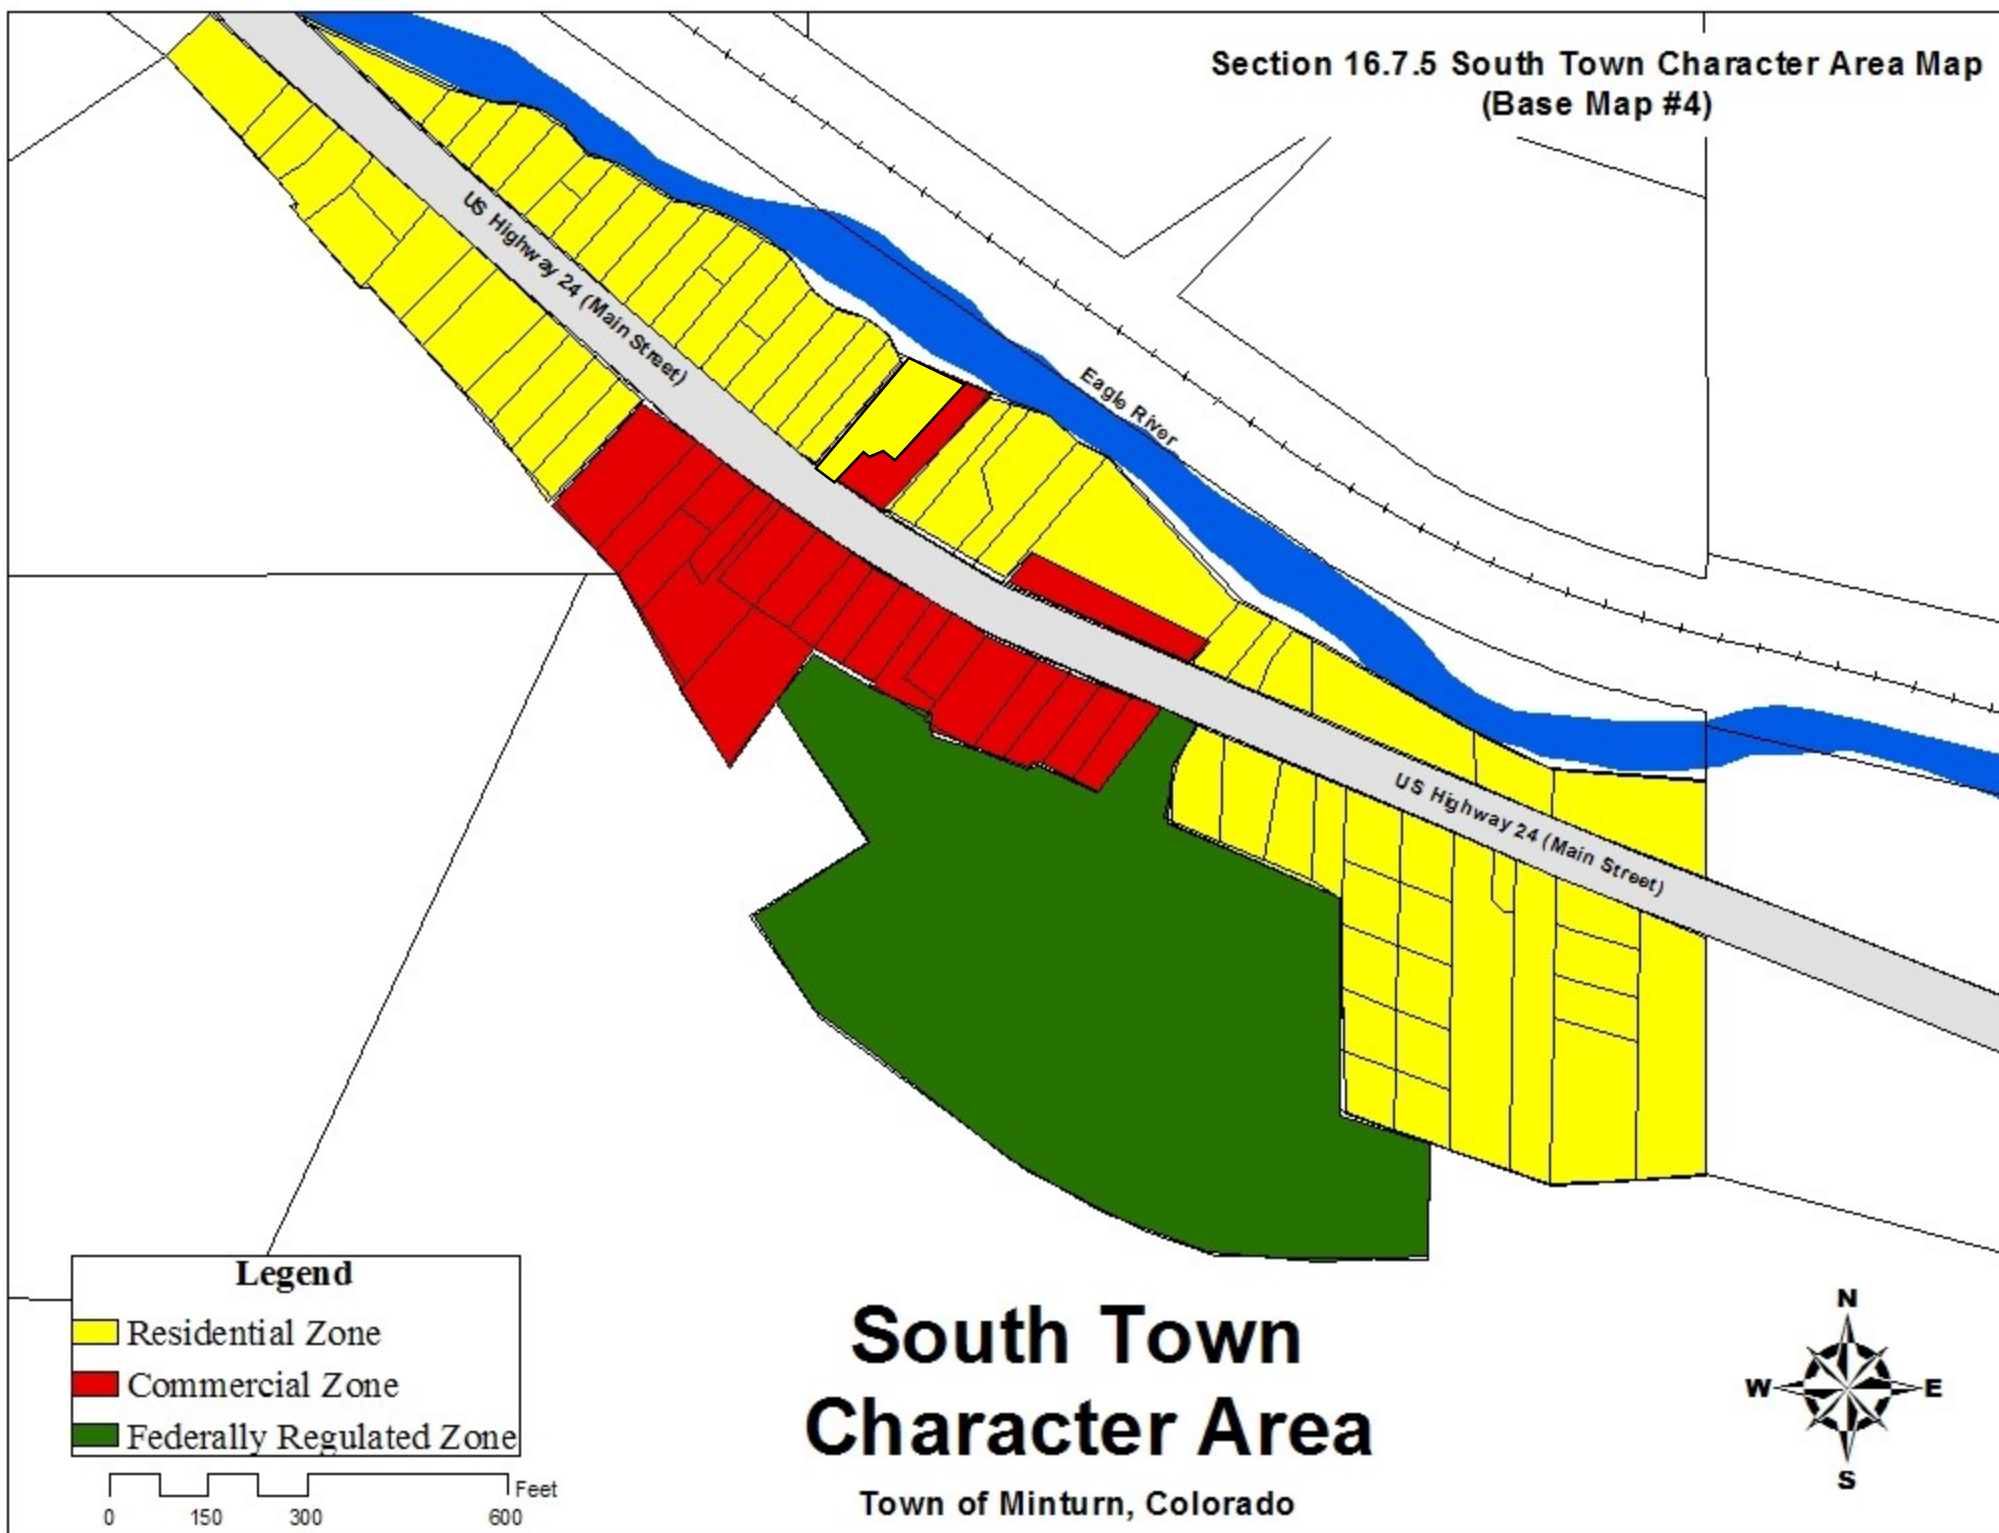 Section 16.7.5 South Town Character Area Map
(Base Map #4)
US Highway 24 (Main Street)
Eagle River
US Highway 24 (Main Street)
Legend
Residential Zone
Commercial Zone
Federally Regulated Zone
Feet
0 150 300 600
South Town
Character Area
Town of Minturn, Colorado
N
W E
S